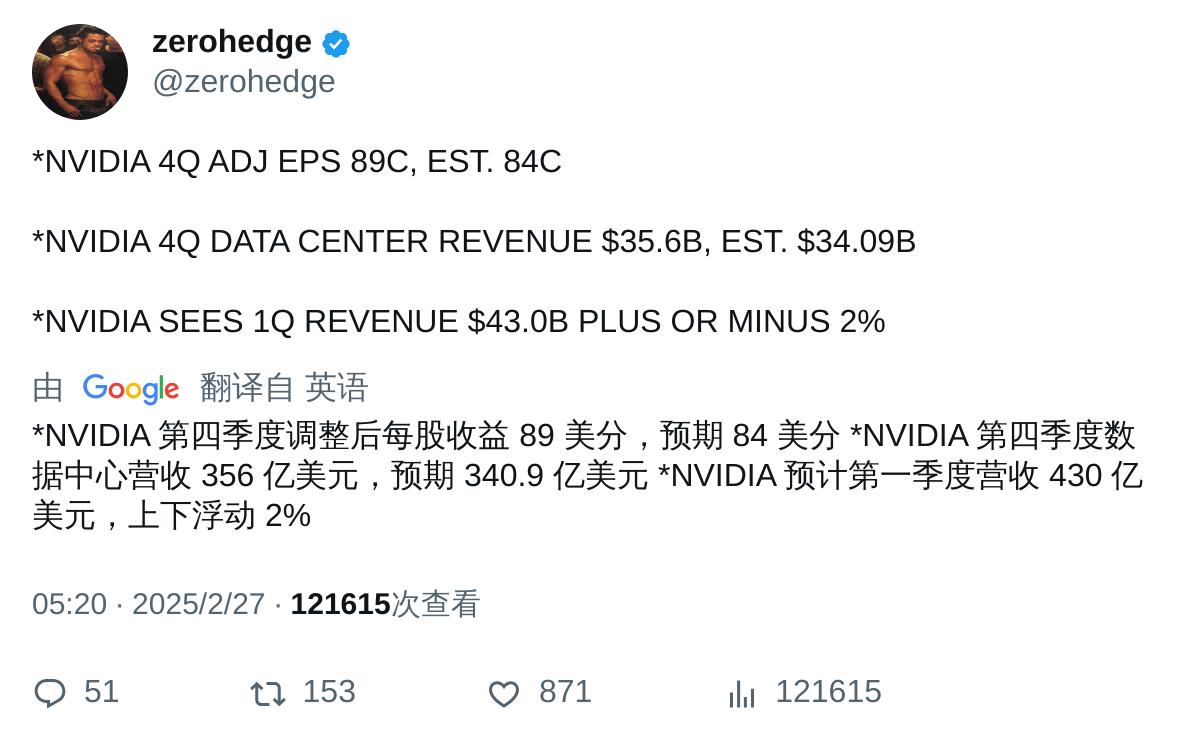 zerohedge
@zerohedge
*NVIDIA 4Q ADJ EPS 89C, EST. 84C
*NVIDIA 4Q DATA CENTER REVENUE $35.6B, EST. $34.09B
*NVIDIA SEES 1Q REVENUE $43.0B PLUS OR MINUS 2%
由 Google 翻译自 英语
*NVIDIA 第四季度调整后每股收益 89 美分，预期 84 美分 *NVIDIA 第四季度数
据中心营收 356 亿美元，预期 340.9 亿美元 *NVIDIA 预计第一季度营收 430 亿
美元，上下浮动 2%
05:20 · 2025/2/27 · 121615次查看
51 153 871 121615